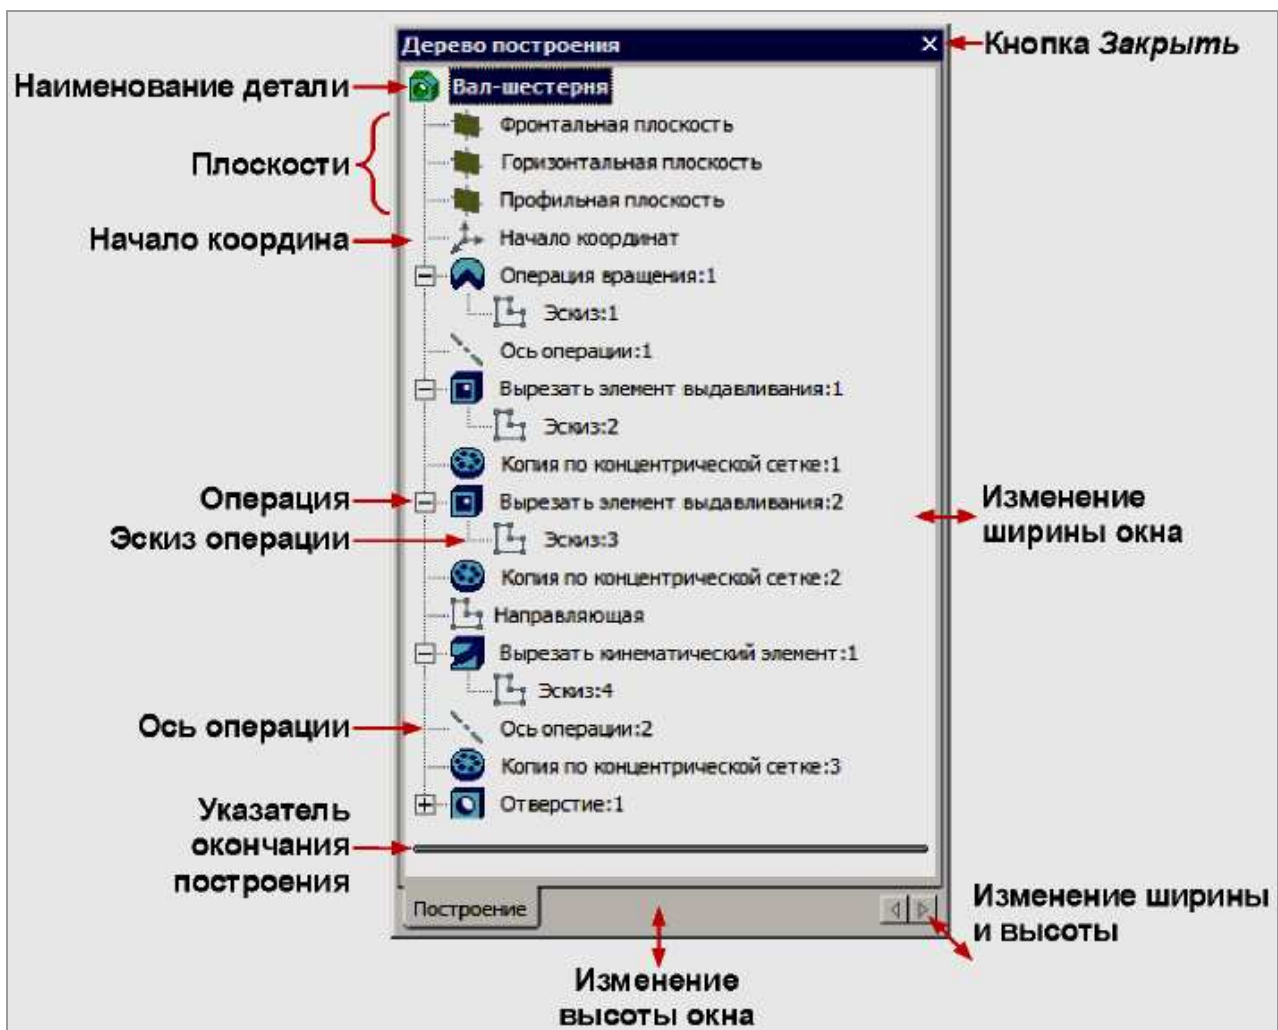 Дерево построения
Кнопка Закрыть
Наименование детали
Вал-шестерня
Плоскости
Фронтальная плоскость
Горизонтальная плоскость
Профильная плоскость
Начало координа
Начало координат
Операция вращения:1
Эскиз:1
Ось операции:1
Вырезать элемент выдавливания:1
Эскиз:2
Копия по концентрической сетке:1
Операция
Вырезать элемент выдавливания:2
Изменение
ширины окна
Эскиз операции
Эскиз:3
Копия по концентрической сетке:2
Направляющая
Вырезать кинематический элемент:1
Эскиз:4
Ось операции
Ось операции:2
Копия по концентрической сетке:3
Отверстие:1
Указатель
окончания
построения
Построение
Изменение ширины
и высоты
Изменение
высоты окна